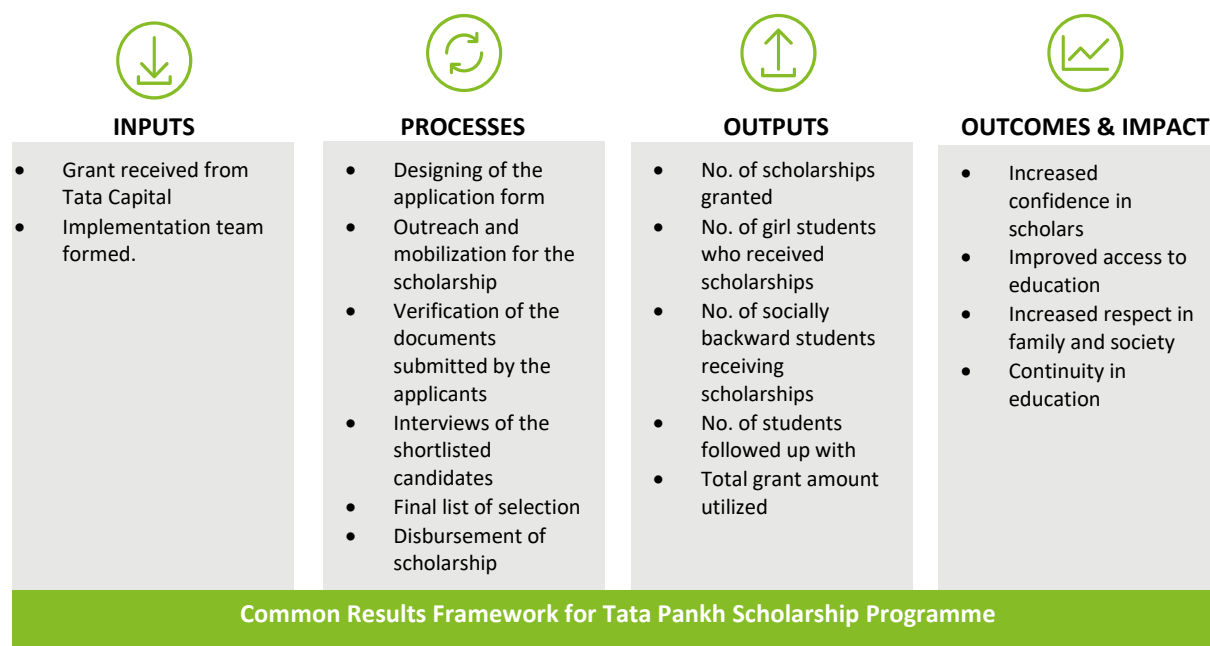 INPUTS
• Grant received from
Tata Capital
• Implementation team
formed.
PROCESSES
• Designing of the
application form
• Outreach and
mobilization for the
scholarship
• Verification of the
documents
submitted by the
applicants
• Interviews of the
shortlisted
candidates
• Final list of selection
• Disbursement of
scholarship
OUTPUTS
• No. of scholarships
granted
• No. of girl students
who received
scholarships
• No. of socially
backward students
receiving
scholarships
• No. of students
followed up with
• Total grant amount
utilized
OUTCOMES & IMPACT
• Increased
confidence in
scholars
• Improved access to
education
• Increased respect in
family and society
• Continuity in
education
Common Results Framework for Tata Pankh Scholarship Programme